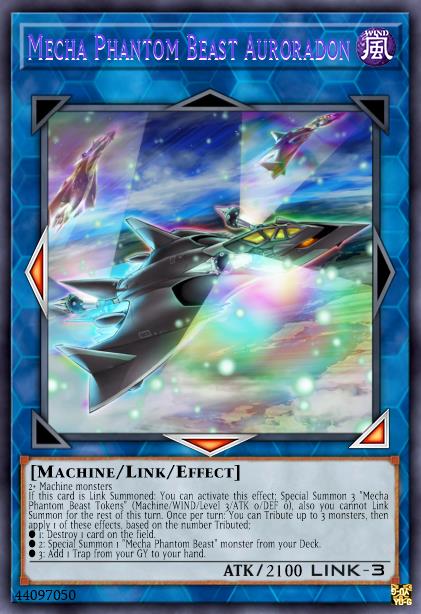 MECHA PHANTOM BEAST AURORADON
WIND
風
[MACHINE/LINK/EFFECT]
2+ Machine monsters
If this card is Link Summoned: You can activate this effect; Special Summon 3 "Mecha
Phantom Beast Tokens" (Machine/WIND/Level 3/ATK 0/DEF 0), also you cannot Link
Summon for the rest of this turn. Once per turn: You can Tribute up to 3 monsters, then
apply 1 of these effects, based on the number Tributed;
● 1: Destroy 1 card on the field.
● 2: Special Summon 1 "Mecha Phantom Beast" monster from your Deck.
● 3: Add 1 Trap from your GY to your hand.
ATK/2100 LINK-3
44097050